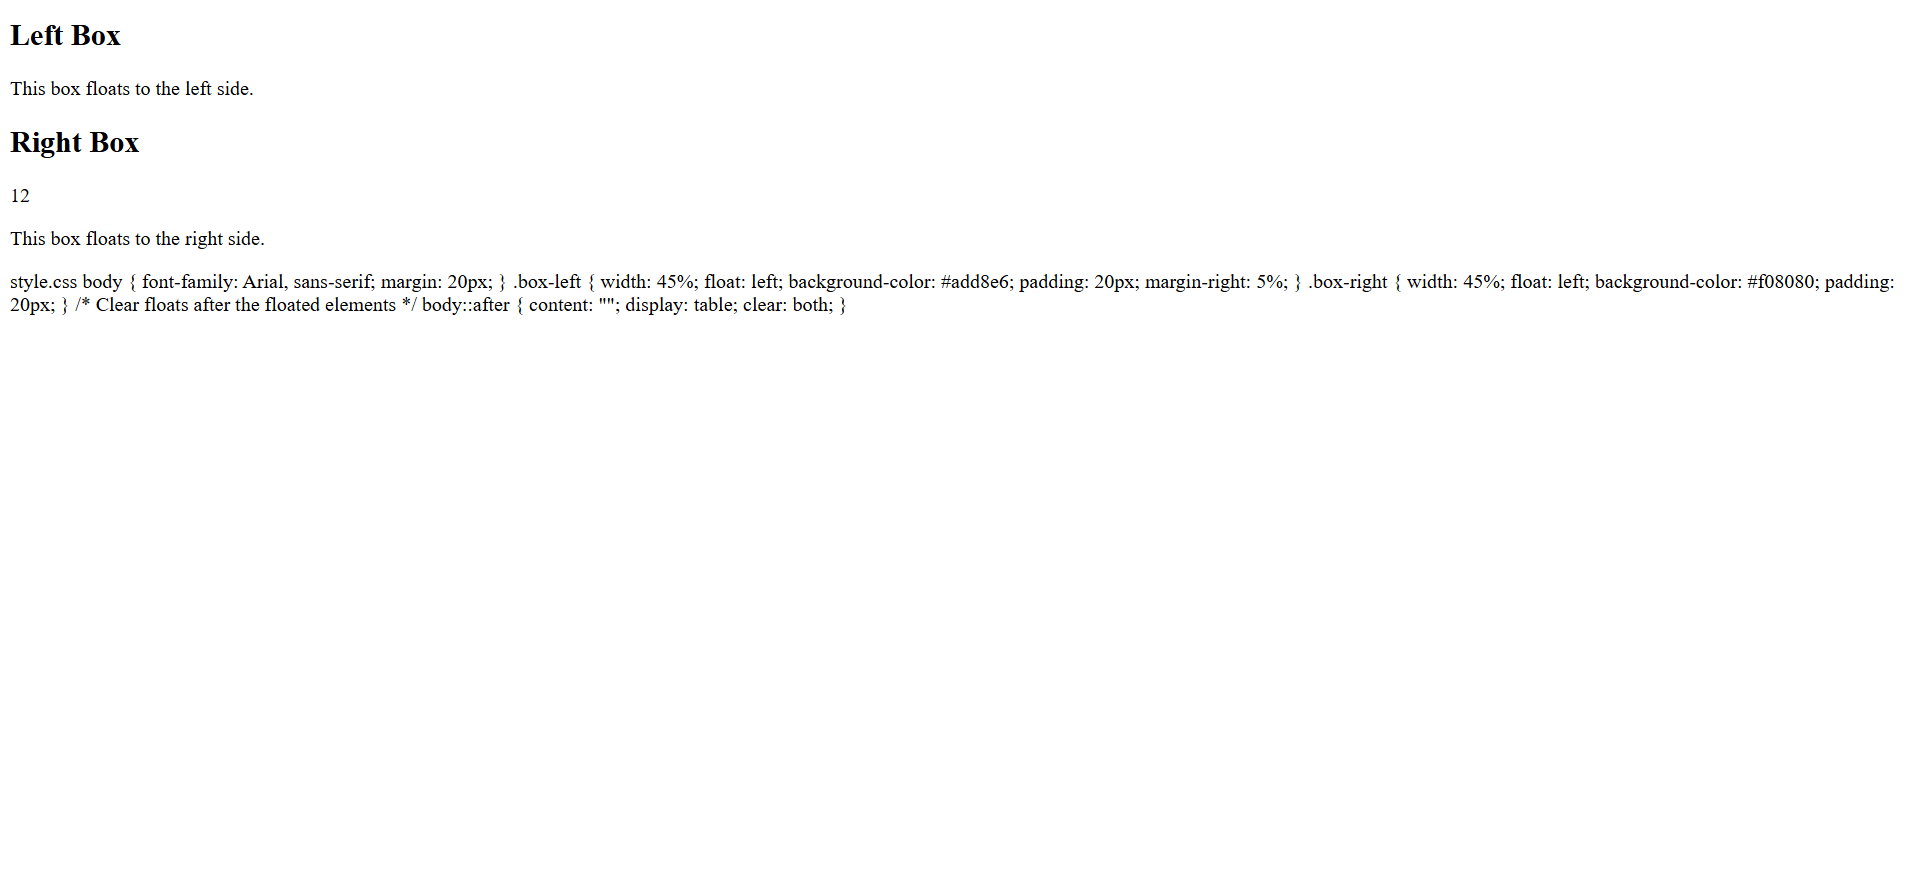 Left Box
This box floats to the left side.
Right Box
12
This box floats to the right side.
style.css body { font-family: Arial, sans-serif; margin: 20px; } .box-left { width: 45%; float: left; background-color: #add8e6; padding: 20px; margin-right: 5%; } .box-right { width: 45%; float: left; background-color: #f08080; padding:
20px; } /* Clear floats after the floated elements */ body::after { content: ""; display: table; clear: both; }